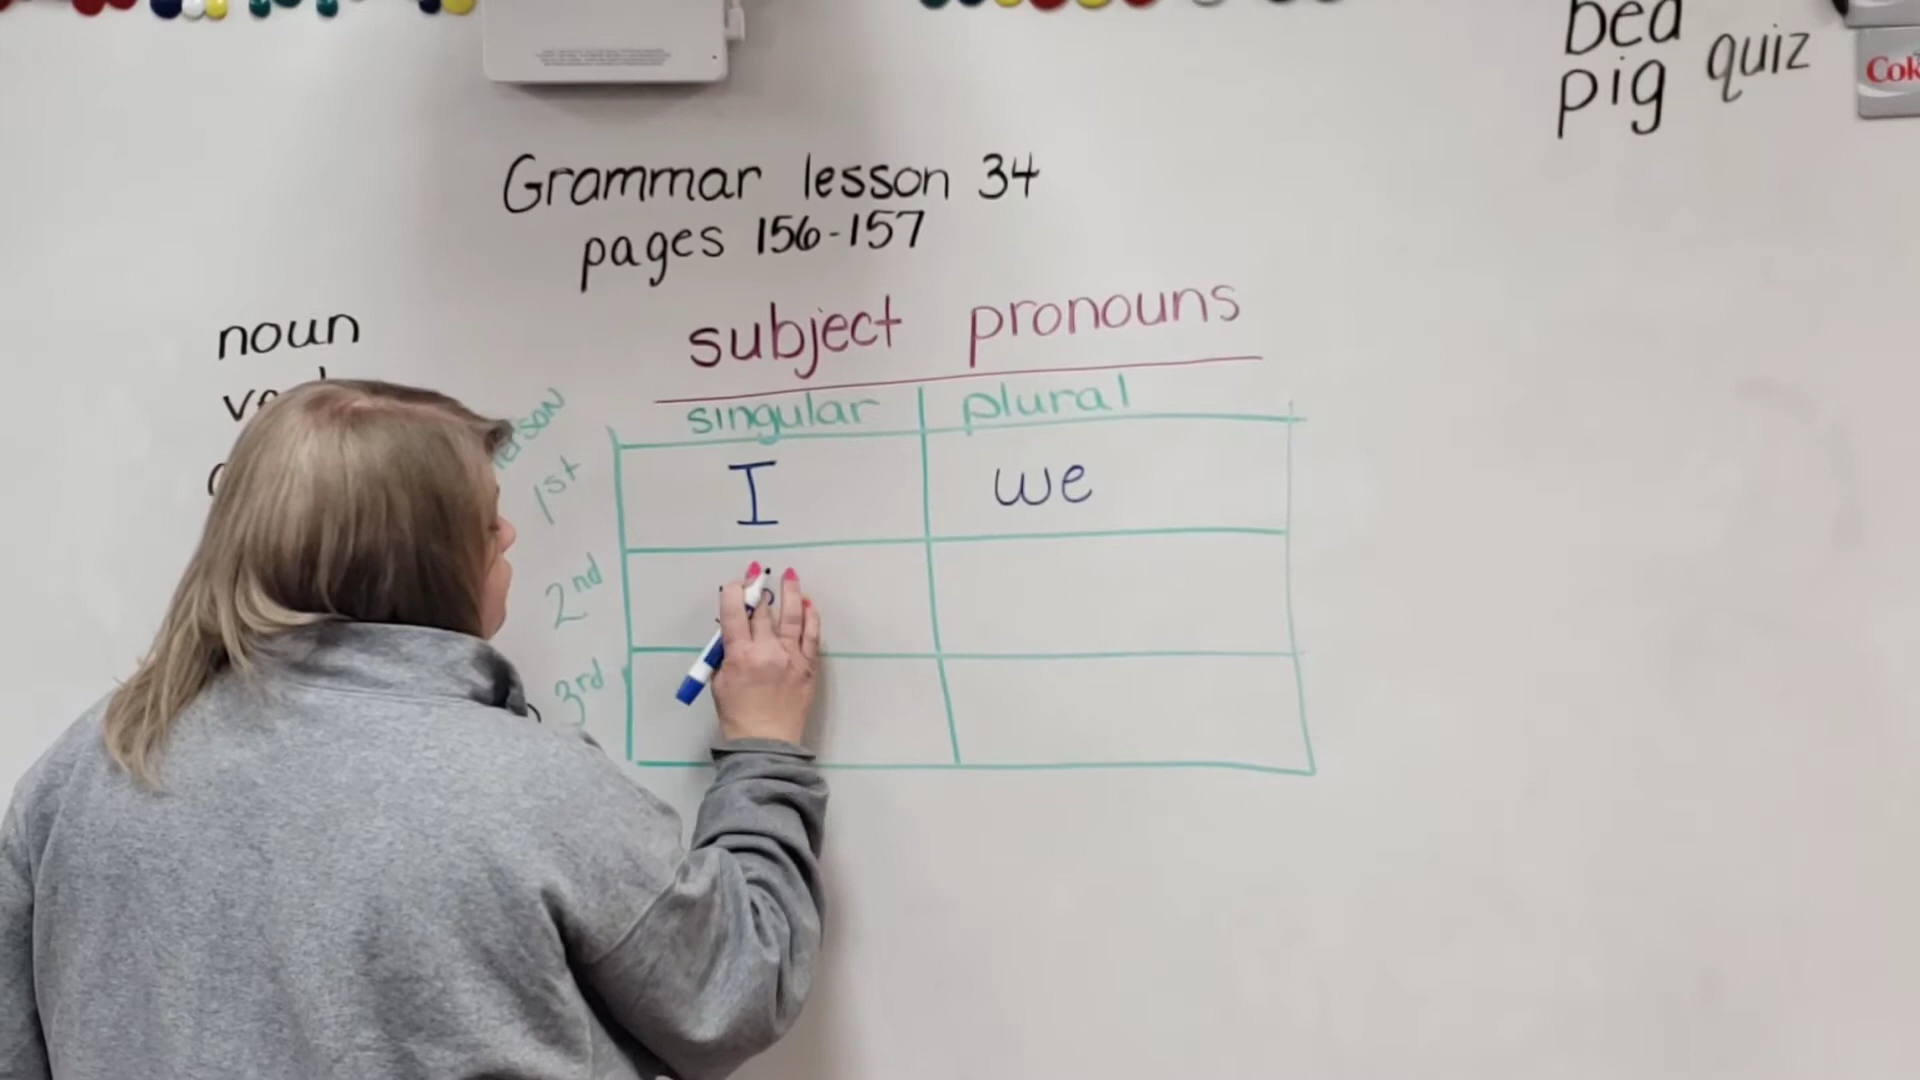 bed
pig quiz
Grammar lesson 34
pages 156-157
noun
subject pronouns
singular plural
1st I we
2nd
3rd